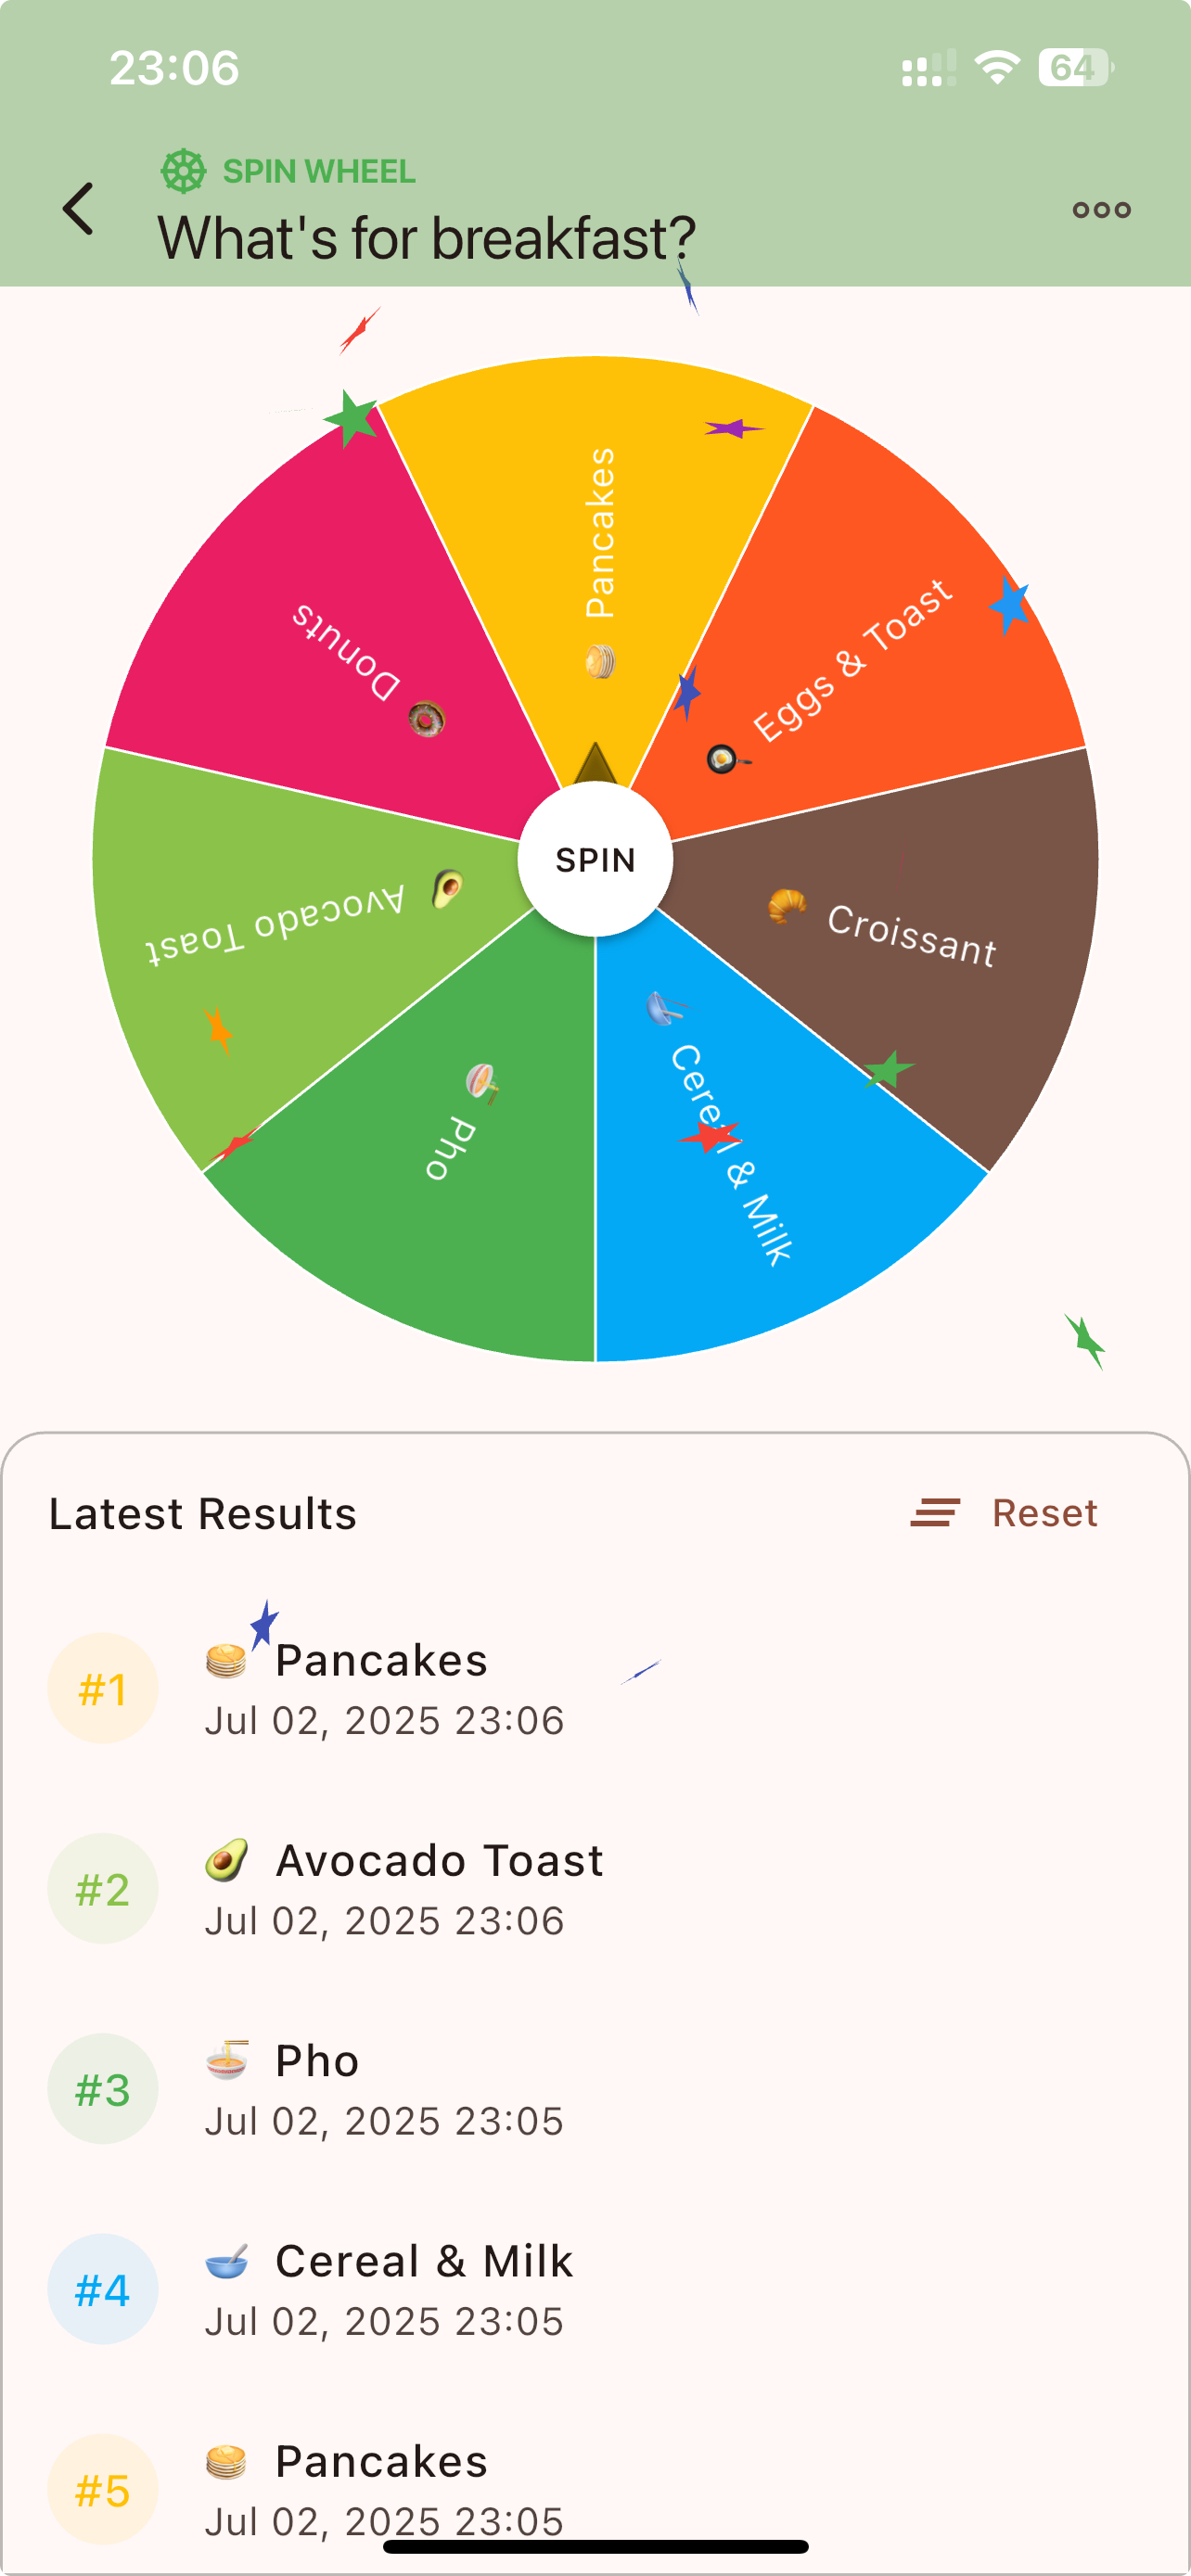 23:06
64
SPIN WHEEL
What's for breakfast?
Pancakes
Eggs & Toast
Donuts
SPIN
Avocado Toast
Croissant
Pho
& Milk
Latest Results
Reset
#1
Pancakes
Jul 02, 2025 23:06
#2
Avocado Toast
Jul 02, 2025 23:06
#3
Pho
Jul 02, 2025 23:05
#4
Cereal & Milk
Jul 02, 2025 23:05
#5
Pancakes
Jul 02, 2025 23:05